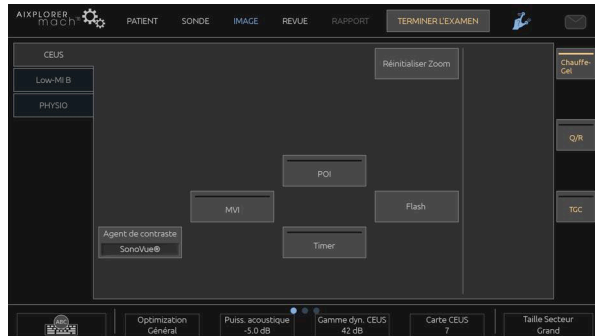 AIXPLORER
mach
PATIENT SONDE IMAGE REVUE RAPPORT TERMINER L'EXAMEN
CEUS
Réinitialiser Zoom
Chauffe-
Gel
Low-MI B
PHYSIO
Q/R
POI
MVI
Flash
TGC
Agent de contraste
SonoVue®
Timer
ABC
Optimization
Général
Puiss. acoustique
-5.0 dB
Gamme dyn. CEUS
42 dB
Carte CEUS
7
Taille Secteur
Grand